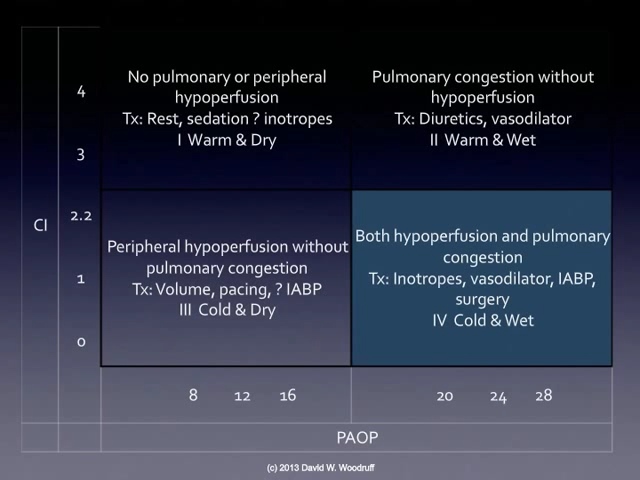 4
3
CI
2.2
1
0
No pulmonary or peripheral
hypoperfusion
Tx: Rest, sedation ? inotropes
I Warm & Dry
Pulmonary congestion without
hypoperfusion
Tx: Diuretics, vasodilator
II Warm & Wet
Peripheral hypoperfusion without
pulmonary congestion
Tx: Volume, pacing, ? IABP
III Cold & Dry
Both hypoperfusion and pulmonary
congestion
Tx: Inotropes, vasodilator, IABP,
surgery
IV Cold & Wet
8 12 16 20 24 28
PAOP
(c) 2013 David W. Woodruff